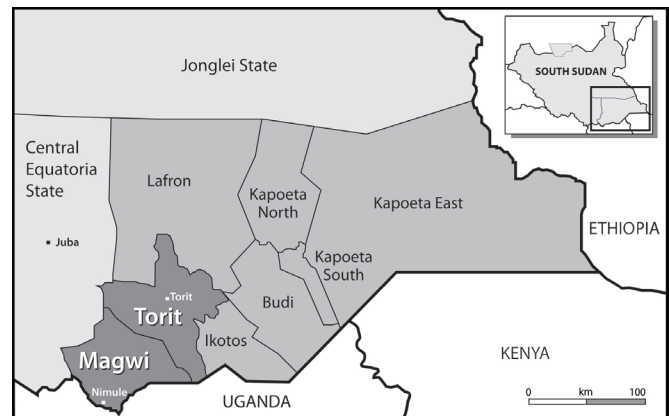 Jonglei State
SOUTH SUDAN
Central
Equatoria
State
Lafron
Kapoeta
North
Kapoeta East
Juba
ETHIOPIA
Kapoeta
South
Torit
Torit
Budi
Ikotos
Magwi
KENYA
Nimule
UGANDA
0 km 100